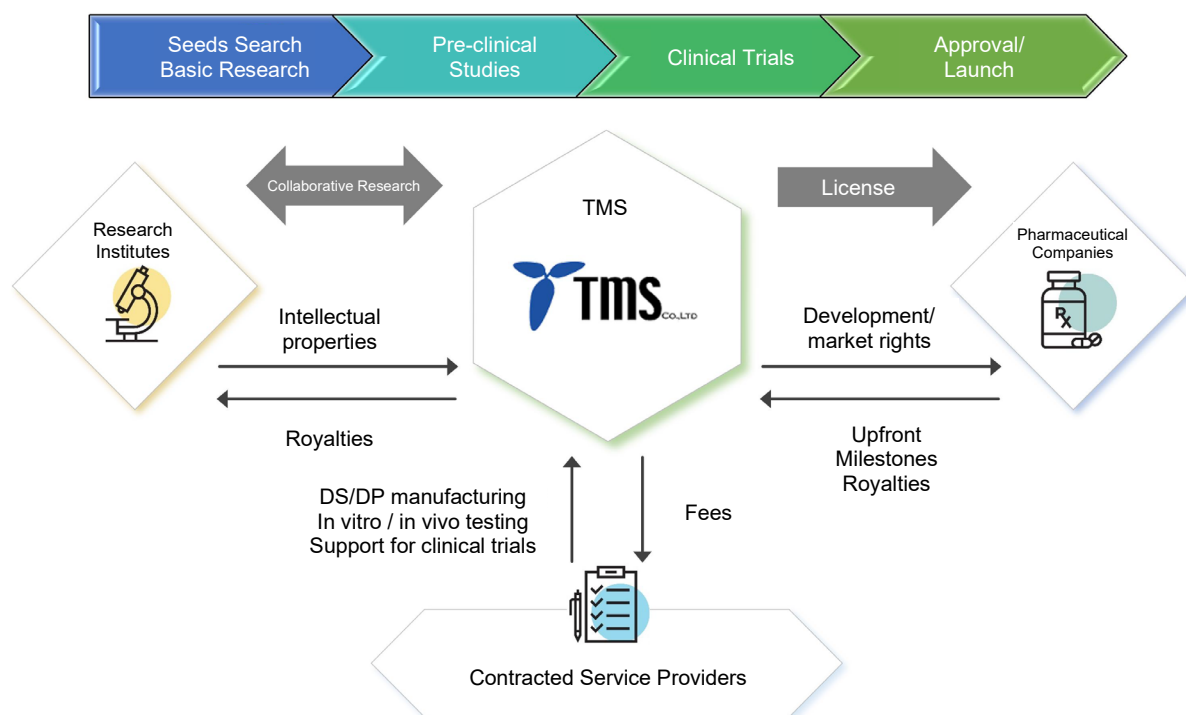 Seeds Search
Basic Research
Pre-clinical
Studies
Clinical Trials
Approval/
Launch
Collaborative Research
License
TMS
Research
Institutes
Pharmaceutical
Companies
TMS
CO.,LTD
Rx
Intellectual
properties
Development/
market rights
Royalties
Upfront
Milestones
Royalties
DS/DP manufacturing
In vitro / in vivo testing
Support for clinical trials
Fees
Contracted Service Providers